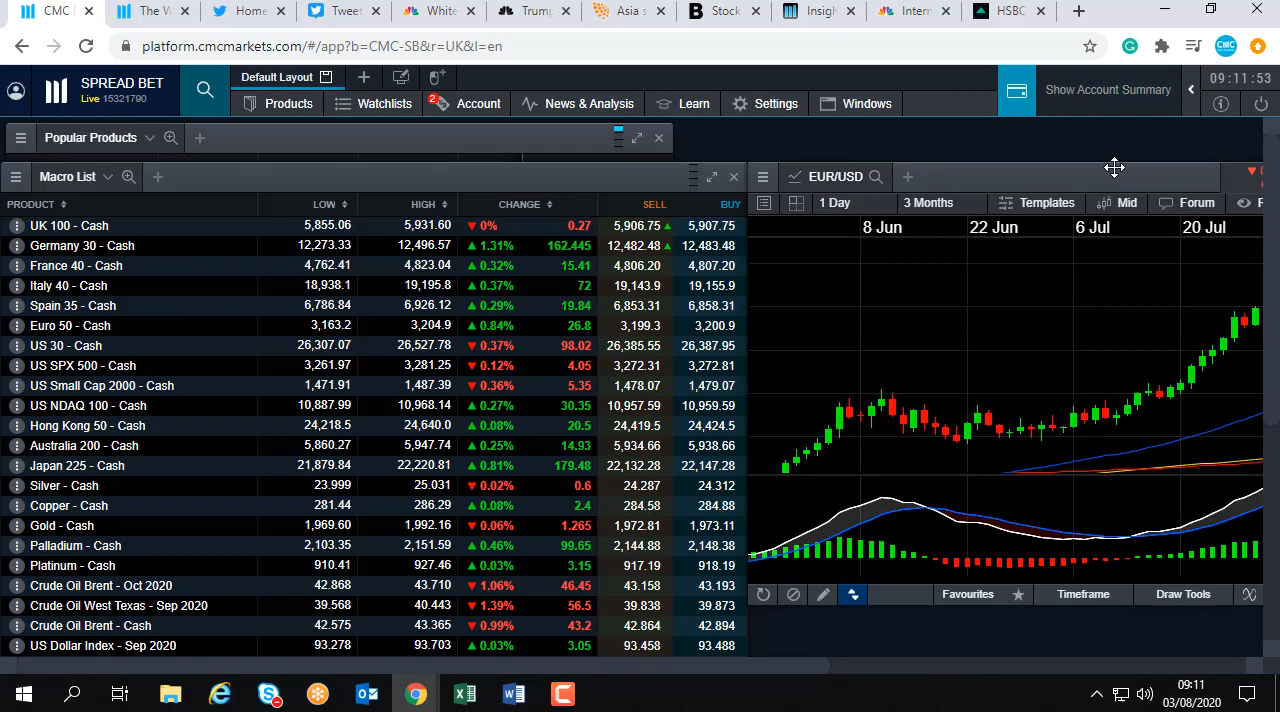 CMC
The W
Home
Tweet
White
Trump
Asia s
Stock
Insigh
Intern
HSBC
platform.cmcmarkets.com/#/app?b=CMC-SB&r=UK&l=en
SPREAD BET
Live 15321790
Default Layout
Products
Watchlists
2
Account
News & Analysis
Learn
Settings
Windows
Show Account Summary
09:11:53
Popular Products
Macro List
EUR/USD
PRODUCT LOW HIGH CHANGE SELL BUY
1 Day 3 Months Templates Mid Forum
UK 100 - Cash 5,855.06 5,931.60 0% 0.27 5,906.75 5,907.75
Germany 30 - Cash 12,273.33 12,496.57 1.31% 162.445 12,482.48 12,483.48
France 40 - Cash 4,762.41 4,823.04 0.32% 15.41 4,806.20 4,807.20
Italy 40 - Cash 18,938.1 19,195.8 0.37% 72 19,143.9 19,155.9
Spain 35 - Cash 6,786.84 6,926.12 0.29% 19.84 6,853.31 6,858.31
Euro 50 - Cash 3,163.2 3,204.9 0.84% 26.8 3,199.3 3,200.9
US 30 - Cash 26,307.07 26,527.78 0.37% 98.02 26,385.55 26,387.95
US SPX 500 - Cash 3,261.97 3,281.25 0.12% 4.05 3,272.31 3,272.81
US Small Cap 2000 - Cash 1,471.91 1,487.39 0.36% 5.35 1,478.07 1,479.07
US NDAQ 100 - Cash 10,887.99 10,968.14 0.27% 30.35 10,957.59 10,959.59
Hong Kong 50 - Cash 24,218.5 24,640.0 0.08% 20.5 24,419.5 24,424.5
Australia 200 - Cash 5,860.27 5,947.74 0.25% 14.93 5,934.66 5,938.66
Japan 225 - Cash 21,879.84 22,220.81 0.81% 179.48 22,132.28 22,147.28
Silver - Cash 23.999 25.031 0.02% 0.6 24.287 24.312
Copper - Cash 281.44 286.29 0.08% 2.4 284.58 284.88
Gold - Cash 1,969.60 1,992.16 0.06% 1.265 1,972.81 1,973.11
Palladium - Cash 2,103.35 2,151.93 0.46% 99.65 2,144.88 2,148.38
Platinum - Cash 910.41 927.46 0.03% 3.15 917.19 918.19
Crude Oil Brent - Oct 2020 42.868 43.710 1.06% 46.45 43.158 43.193
Crude Oil West Texas - Sep 2020 39.568 40.443 1.39% 56.5 39.838 39.873
Crude Oil Brent - Cash 42.575 43.365 0.99% 43.2 42.864 42.894
US Dollar Index - Sep 2020 93.278 93.703 0.03% 3.05 93.458 93.488
8 Jun 22 Jun 6 Jul 20 Jul
Favourites Timeframe Draw Tools
09:11
03/08/2020